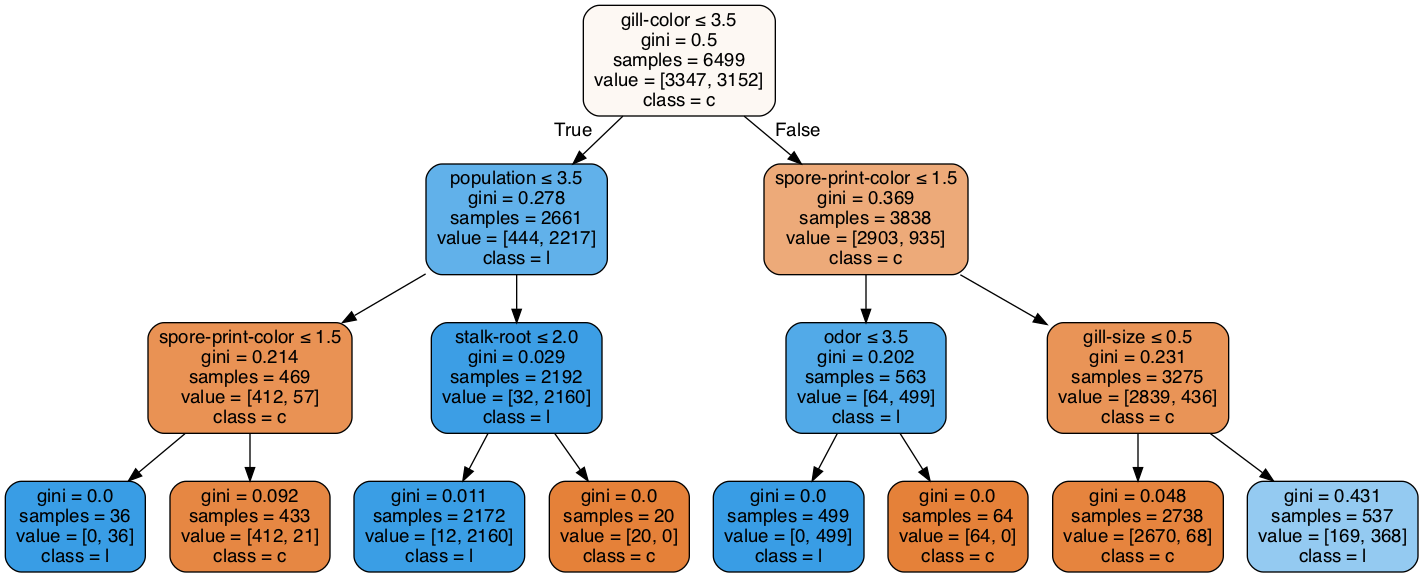 gill-color ≤ 3.5
gini = 0.5
samples = 6499
value = [3347, 3152]
class = c
True
False
population ≤ 3.5
gini = 0.278
samples = 2661
value = [444, 2217]
class = l
spore-print-color ≤ 1.5
gini = 0.369
samples = 3838
value = [2903, 935]
class = c
spore-print-color ≤ 1.5
gini = 0.214
samples = 469
value = [412, 57]
class = c
stalk-root ≤ 2.0
gini = 0.029
samples = 2192
value = [32, 2160]
class = l
odor ≤ 3.5
gini = 0.202
samples = 563
value = [64, 499]
class = l
gill-size ≤ 0.5
gini = 0.231
samples = 3275
value = [2839, 436]
class = c
gini = 0.0
samples = 36
value = [0, 36]
class = l
gini = 0.092
samples = 433
value = [412, 21]
class = c
gini = 0.011
samples = 2172
value = [12, 2160]
class = l
gini = 0.0
samples = 20
value = [20, 0]
class = c
gini = 0.0
samples = 499
value = [0, 499]
class = l
gini = 0.0
samples = 64
value = [64, 0]
class = c
gini = 0.048
samples = 2738
value = [2670, 68]
class = c
gini = 0.431
samples = 537
value = [169, 368]
class = l